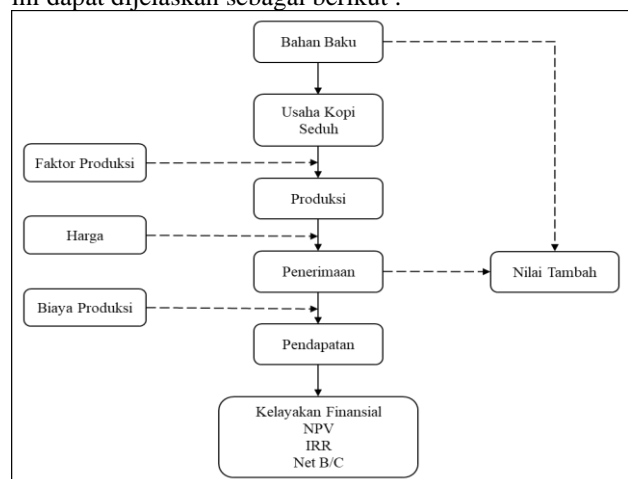 ini dapat dijelaskan sebagai berikut :
Bahan Baku
Usaha Kopi
Seduh
Faktor Produksi
Produksi
Harga
Penerimaan
Nilai Tambah
Biaya Produksi
Pendapatan
Kelayakan Finansial
NPV
IRR
Net B/C